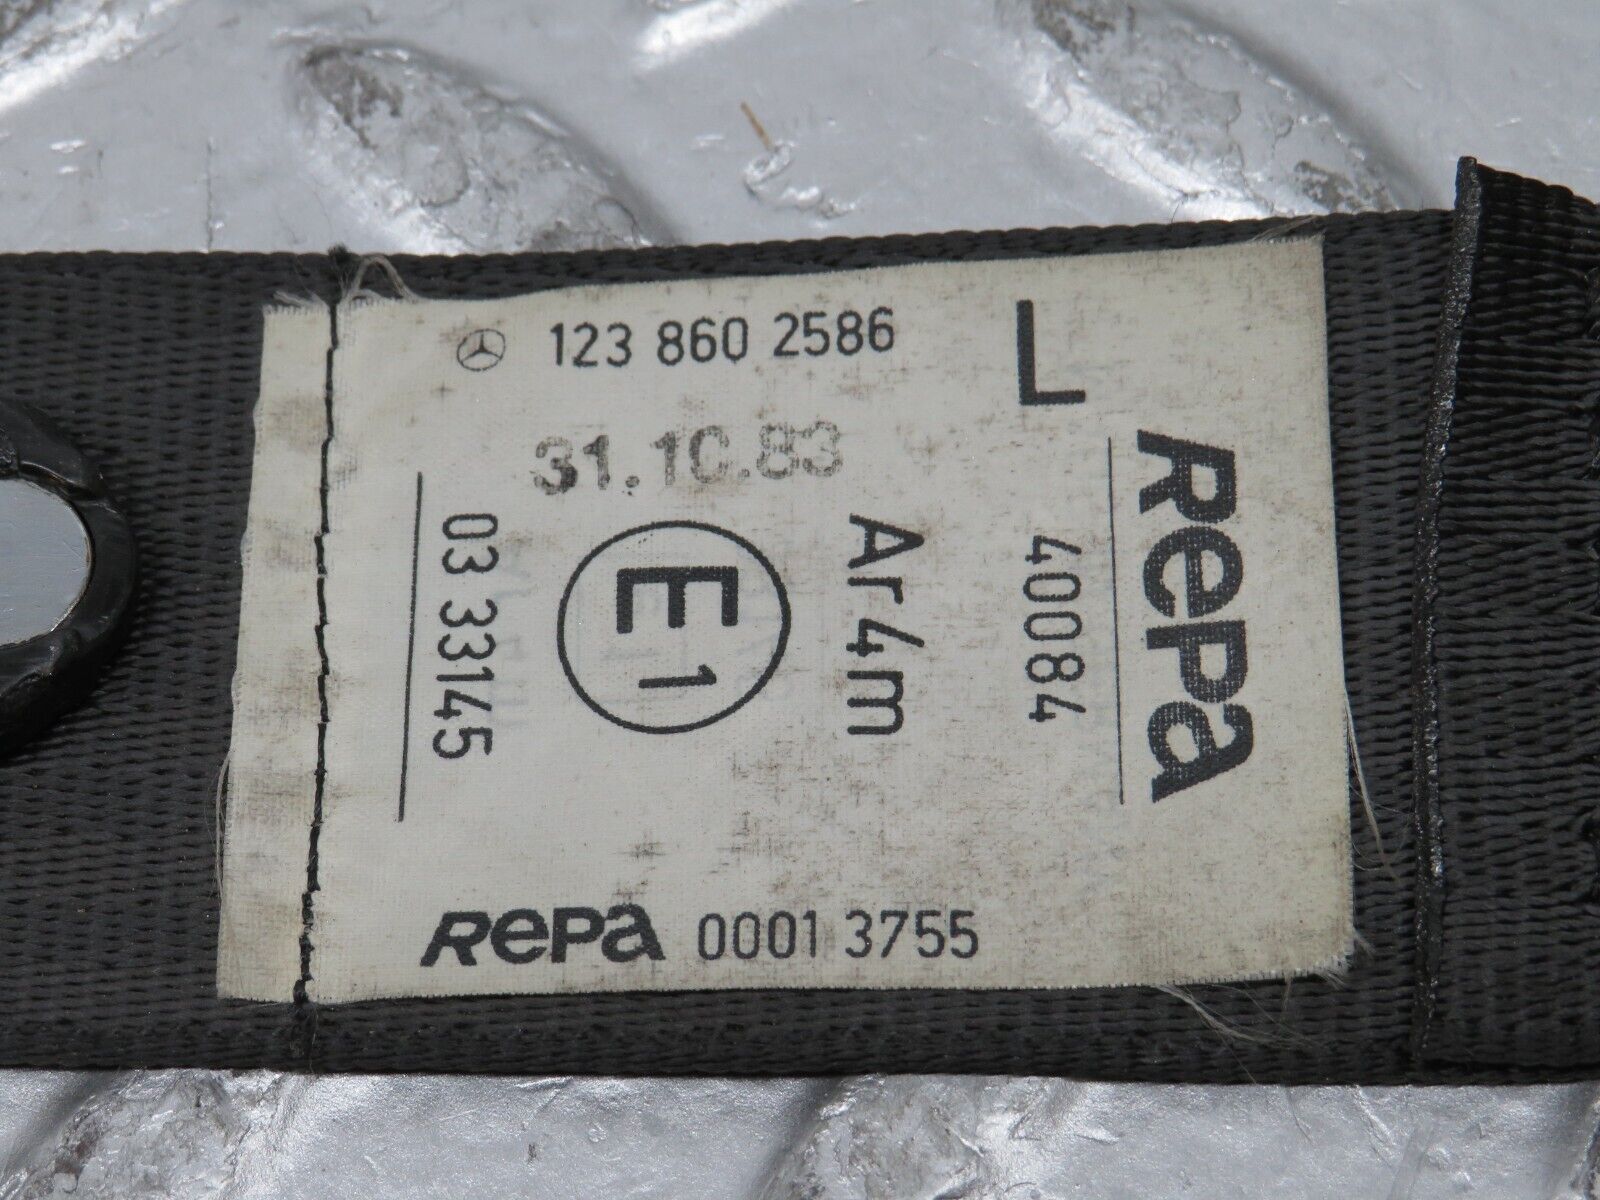 123 860 2586
L
31.10.83
RePa
40084
Ar4m
E1
03 33145
RePa 0001 3755